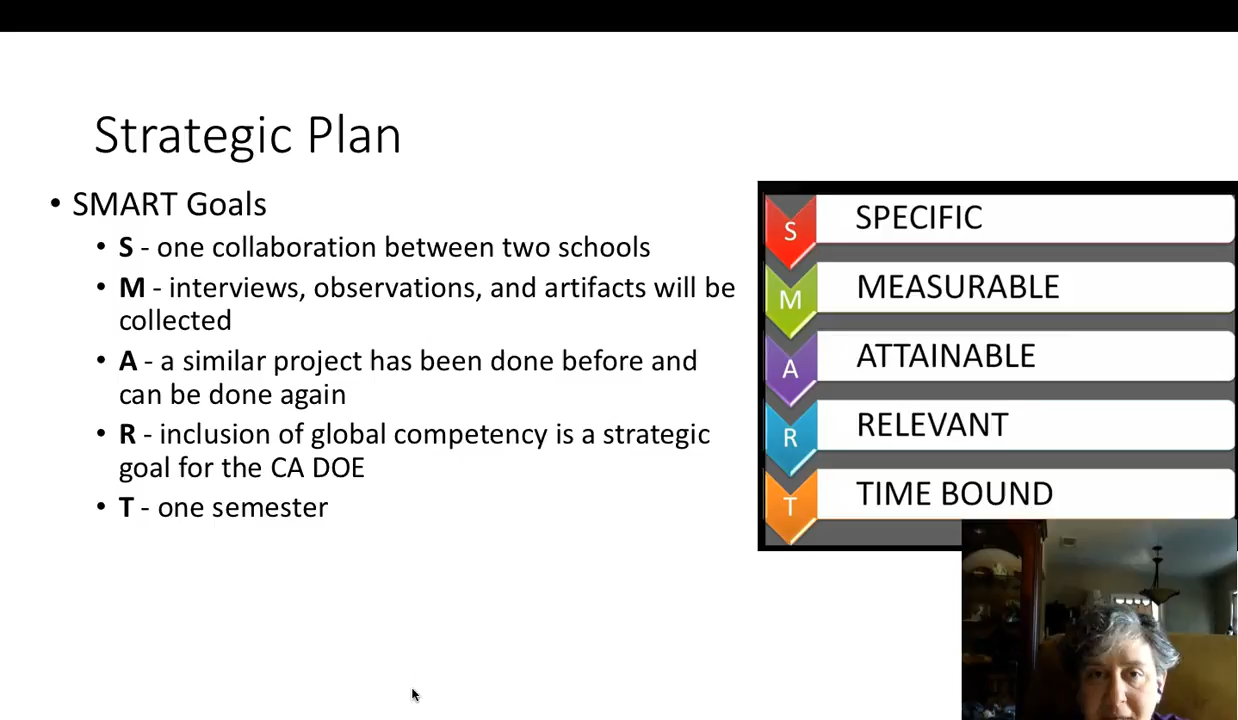 Strategic Plan
• SMART Goals
• S - one collaboration between two schools
• M - interviews, observations, and artifacts will be
collected
• A - a similar project has been done before and
can be done again
• R - inclusion of global competency is a strategic
goal for the CA DOE
• T - one semester
S SPECIFIC
M MEASURABLE
A ATTAINABLE
R RELEVANT
T TIME BOUND